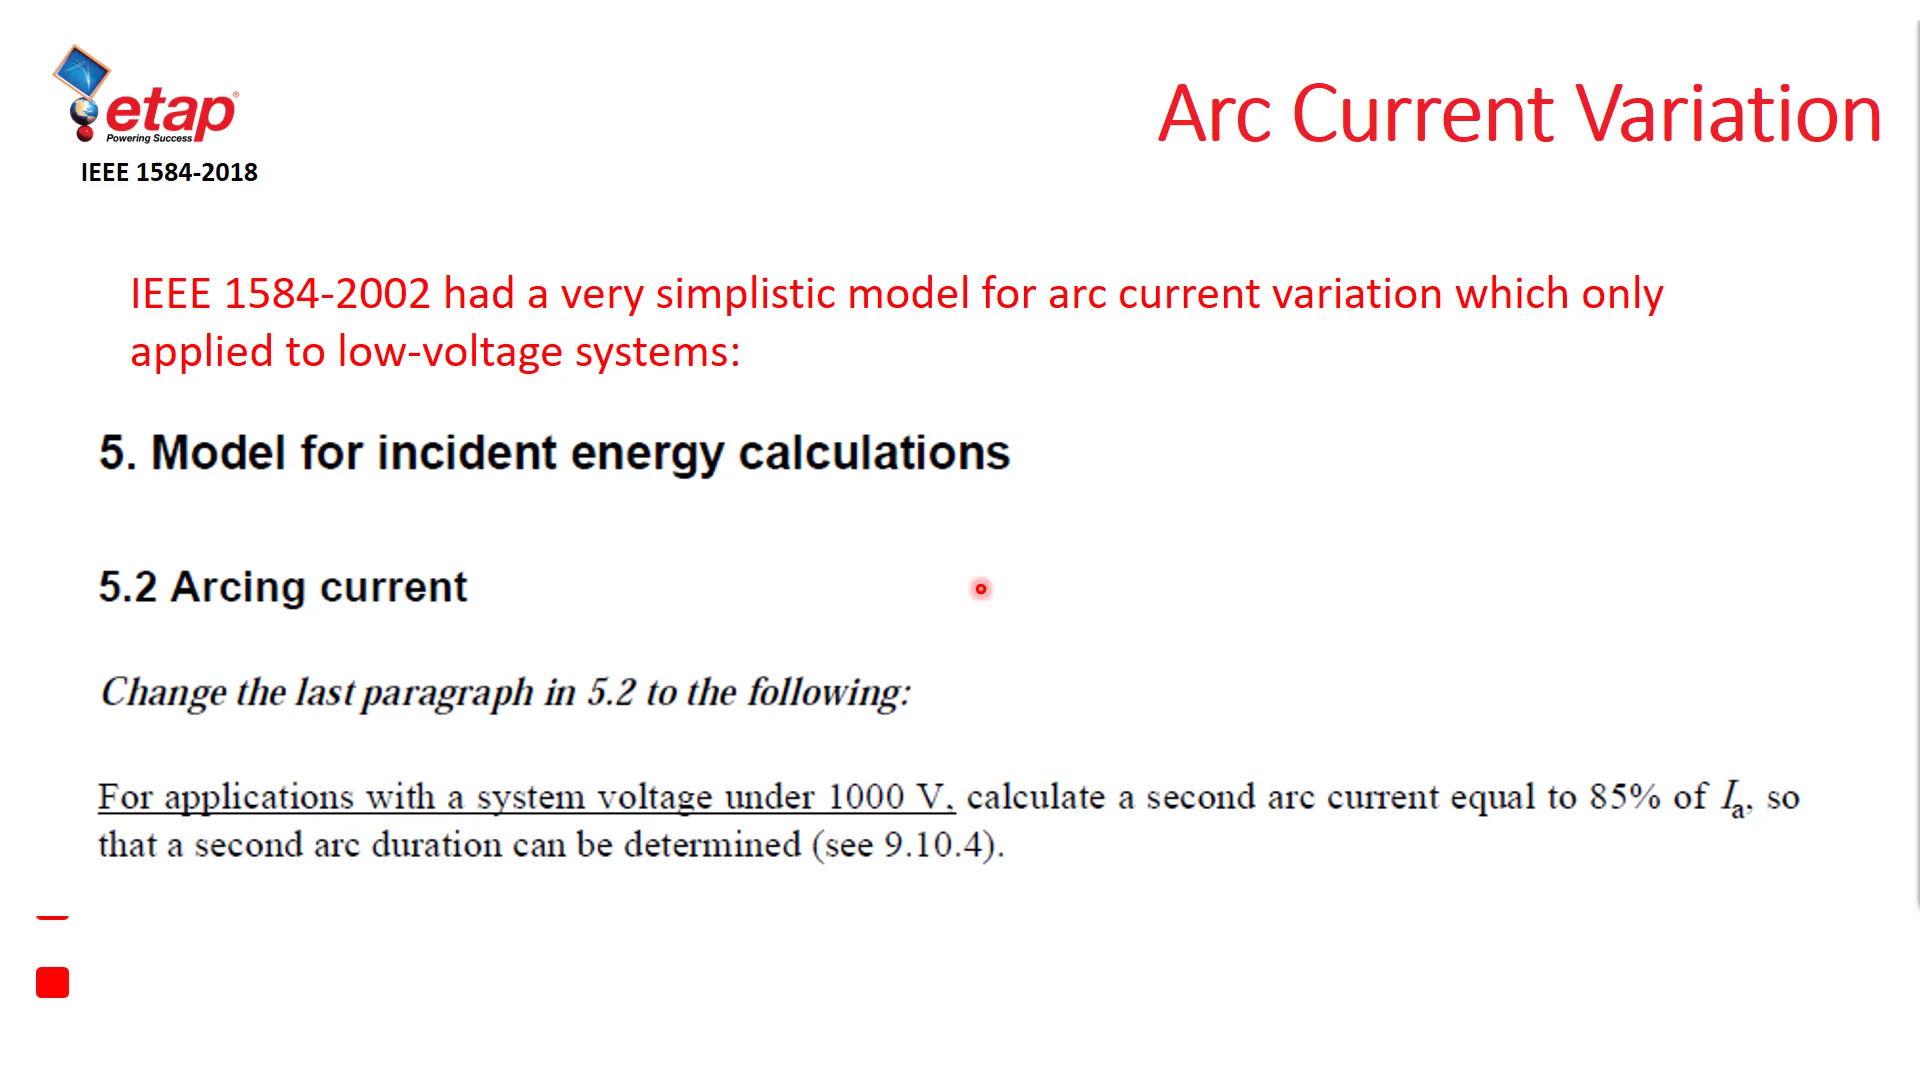 etap®
Powering Success
IEEE 1584-2018
Arc Current Variation
IEEE 1584-2002 had a very simplistic model for arc current variation which only
applied to low-voltage systems:
5. Model for incident energy calculations
5.2 Arcing current
Change the last paragraph in 5.2 to the following:
For applications with a system voltage under 1000 V, calculate a second arc current equal to 85% of Ia, so
that a second arc duration can be determined (see 9.10.4).